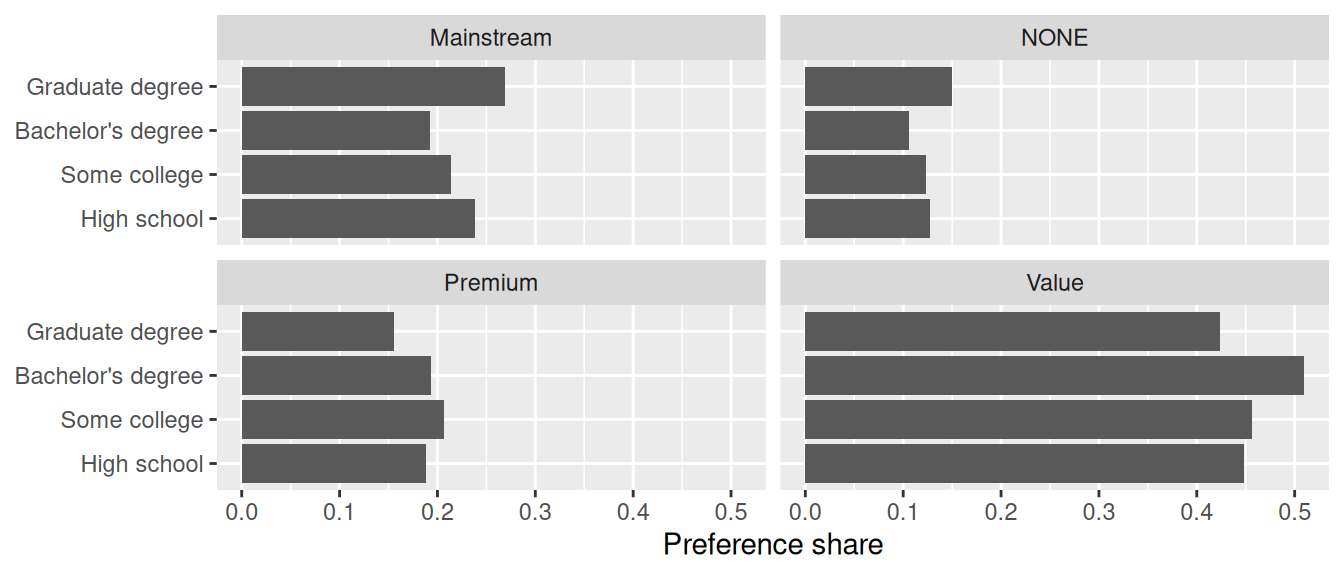 Mainstream
NONE
Graduate degree
Bachelor's degree
Some college
High school
Premium
Value
Graduate degree
Bachelor's degree
Some college
High school
0.0 0.1 0.2 0.3 0.4 0.5
0.0 0.1 0.2 0.3 0.4 0.5
Preference share